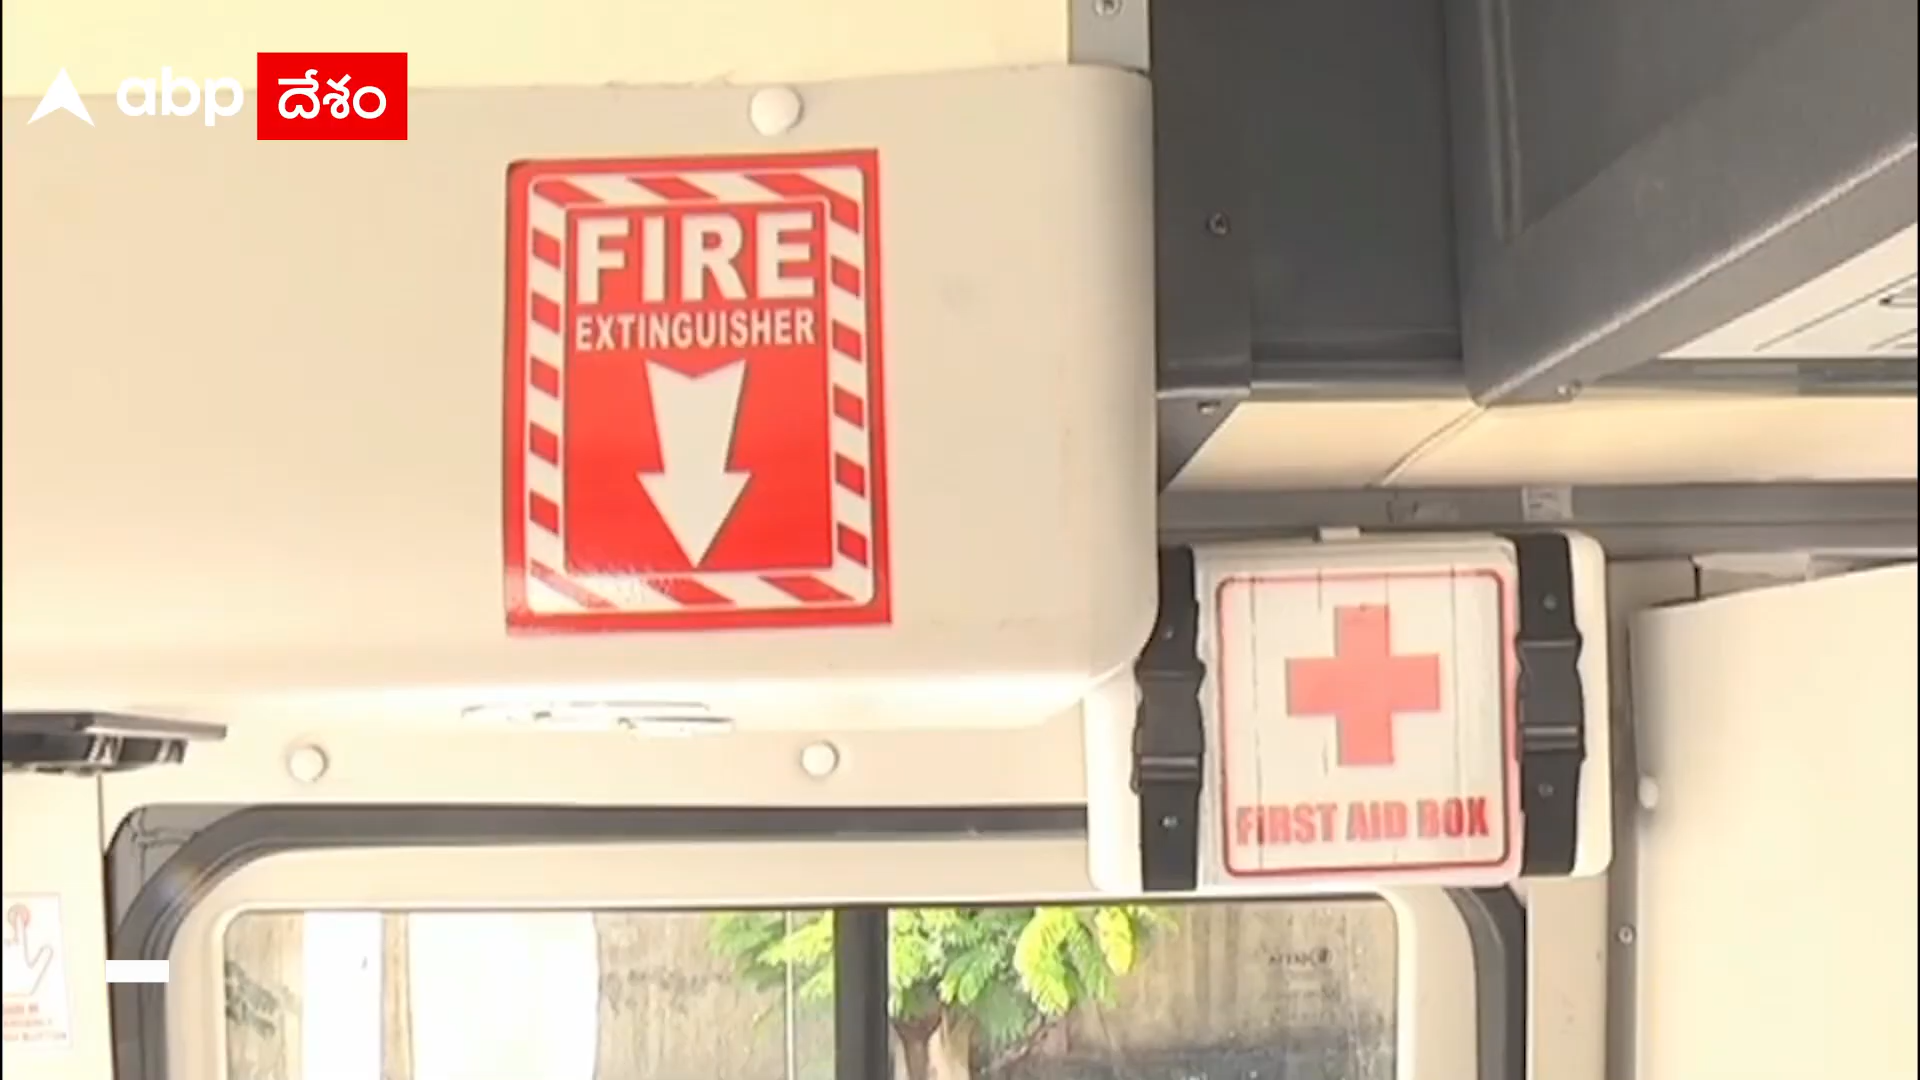 abp దేశం
FIRE
EXTINGUISHER
FIRST AID BOX